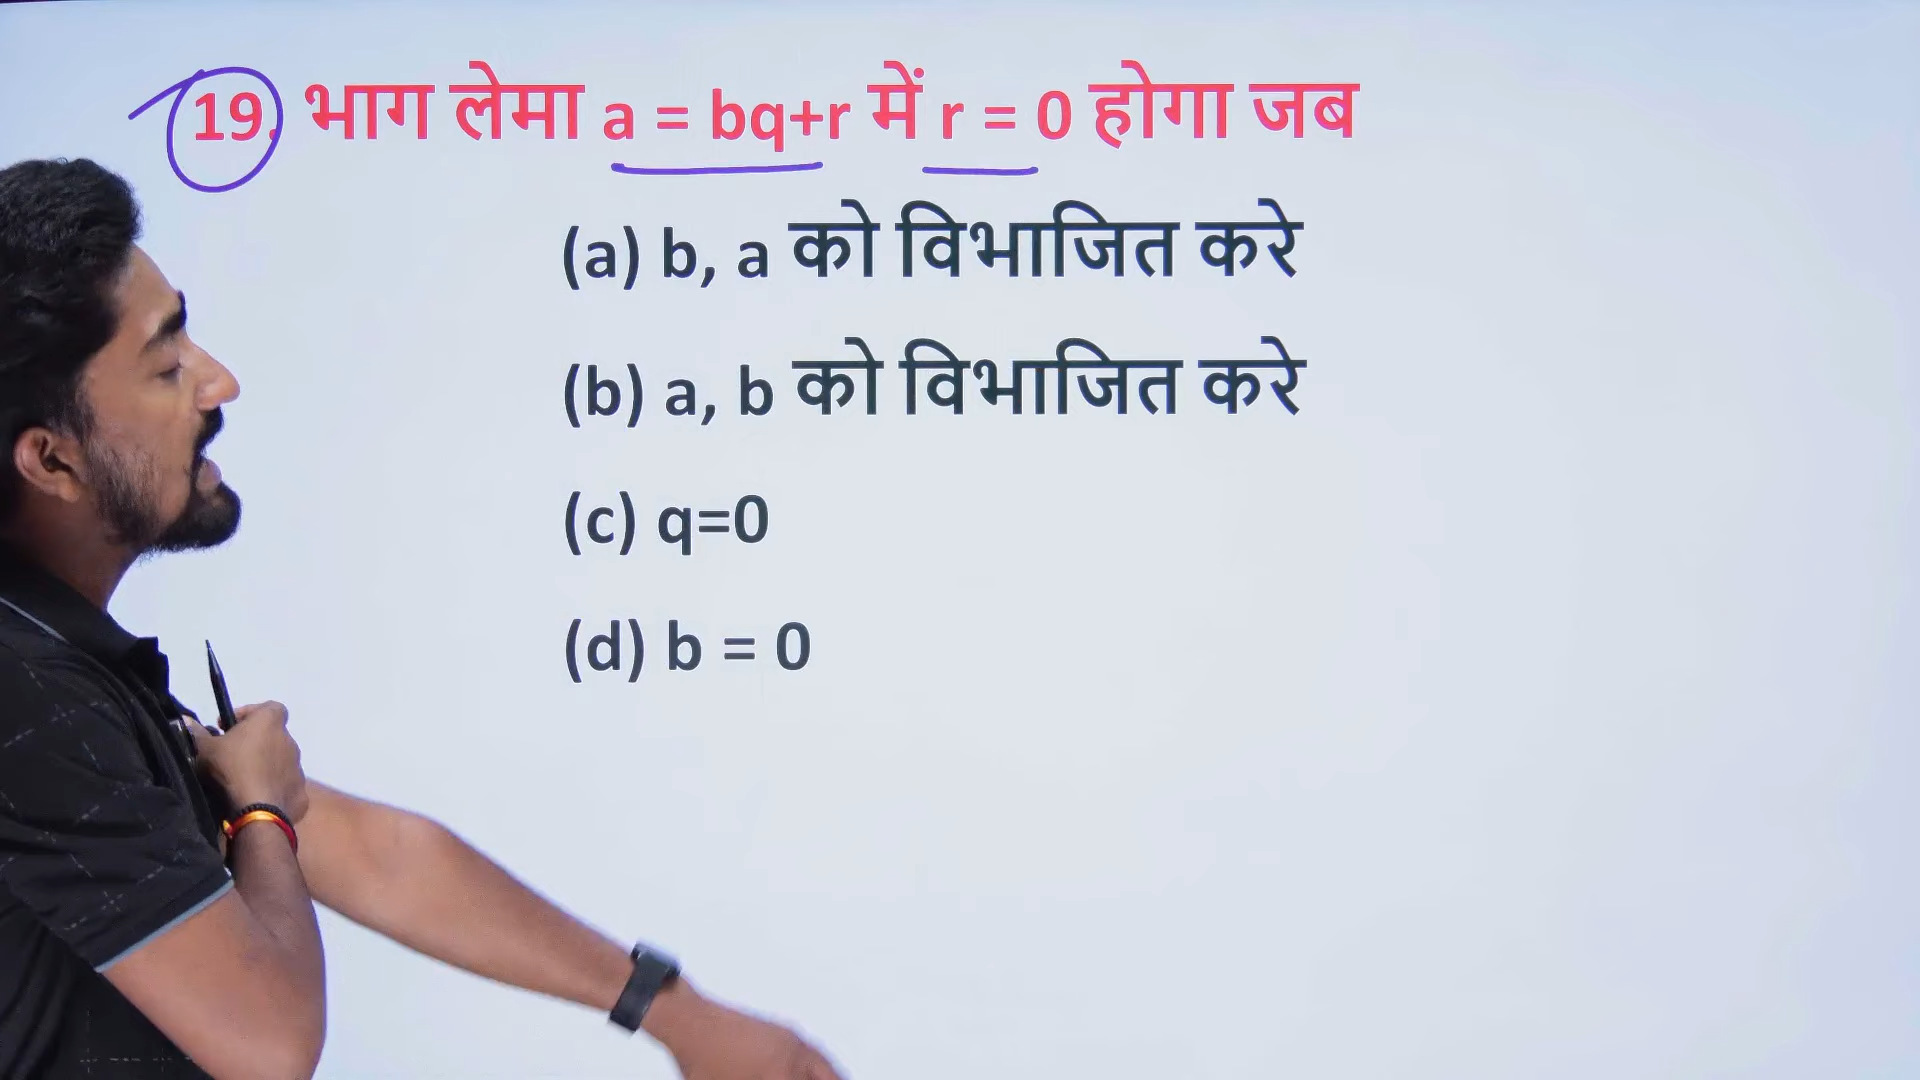 19. भाग लेमा a = bq+r में r = 0 होगा जब
(a) b, a को विभाजित करे
(b) a, b को विभाजित करे
(c) q=0
(d) b = 0